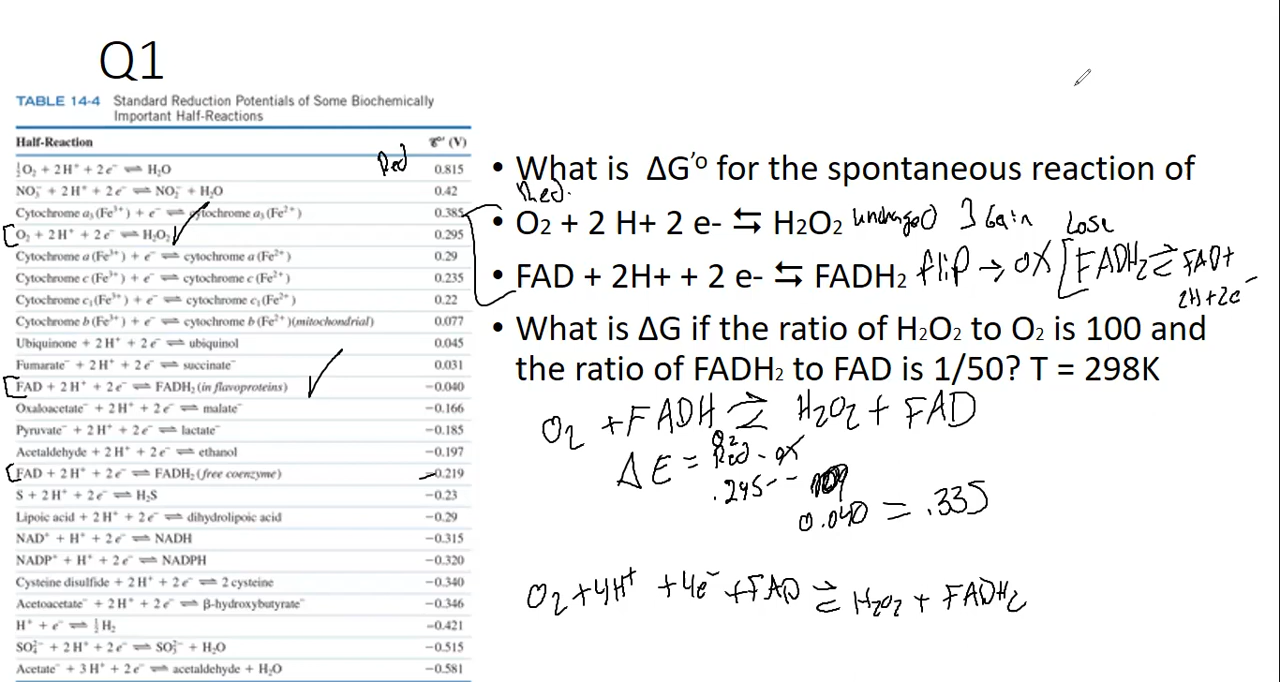 Q1
TABLE 14-4 Standard Reduction Potentials of Some Biochemically
Important Half-Reactions
Half-Reaction ℰ°′ (V)
Red
½O₂ + 2H⁺ + 2e⁻ ⇌ H₂O 0.815
NO₃⁻ + 2H⁺ + 2e⁻ ⇌ NO₂⁻ + H₂O 0.42
Cytochrome a₃ (Fe³⁺) + e⁻ ⇌ cytochrome a₃ (Fe²⁺) 0.385
O₂ + 2H⁺ + 2e⁻ ⇌ H₂O₂ 0.295
Cytochrome a (Fe³⁺) + e⁻ ⇌ cytochrome a (Fe²⁺) 0.29
Cytochrome c (Fe³⁺) + e⁻ ⇌ cytochrome c (Fe²⁺) 0.235
Cytochrome c₁ (Fe³⁺) + e⁻ ⇌ cytochrome c₁ (Fe²⁺) 0.22
Cytochrome b (Fe³⁺) + e⁻ ⇌ cytochrome b (Fe²⁺) (mitochondrial) 0.077
Ubiquinone + 2H⁺ + 2e⁻ ⇌ ubiquinol 0.045
Fumarate⁻ + 2H⁺ + 2e⁻ ⇌ succinate⁻ 0.031
FAD + 2H⁺ + 2e⁻ ⇌ FADH₂ (in flavoproteins) −0.040
Oxaloacetate⁻ + 2H⁺ + 2e⁻ ⇌ malate⁻ −0.166
Pyruvate⁻ + 2H⁺ + 2e⁻ ⇌ lactate⁻ −0.185
Acetaldehyde + 2H⁺ + 2e⁻ ⇌ ethanol −0.197
FAD + 2H⁺ + 2e⁻ ⇌ FADH₂ (free coenzyme) −0.219
S + 2H⁺ + 2e⁻ ⇌ H₂S −0.23
Lipoic acid + 2H⁺ + 2e⁻ ⇌ dihydrolipoic acid −0.29
NAD⁺ + H⁺ + 2e⁻ ⇌ NADH −0.315
NADP⁺ + H⁺ + 2e⁻ ⇌ NADPH −0.320
Cysteine disulfide + 2H⁺ + 2e⁻ ⇌ 2 cysteine −0.340
Acetoacetate⁻ + 2H⁺ + 2e⁻ ⇌ β-hydroxybutyrate⁻ −0.346
H⁺ + e⁻ ⇌ ½H₂ −0.421
SO₄²⁻ + 2H⁺ + 2e⁻ ⇌ SO₃²⁻ + H₂O −0.515
Acetate⁻ + 3H⁺ + 2e⁻ ⇌ acetaldehyde + H₂O −0.581
• What is ΔG'º for the spontaneous reaction of
Red.
• O₂ + 2 H+ 2 e- ⇆ H₂O₂ unchanged ] Gain Lose
• FAD + 2H+ + 2 e- ⇆ FADH₂ flip → ox [FADH₂ ⇌ FAD+
2H+2e⁻
• What is ΔG if the ratio of H₂O₂ to O₂ is 100 and
the ratio of FADH₂ to FAD is 1/50? T = 298K
O₂ + FADH ⇌ H₂O₂ + FAD
O₂
ΔE = Red - ox
.295 - -
0.040 = .335
O₂ + 4H⁺ + 4e⁻ + FAD ⇌ H₂O₂ + FADH₂